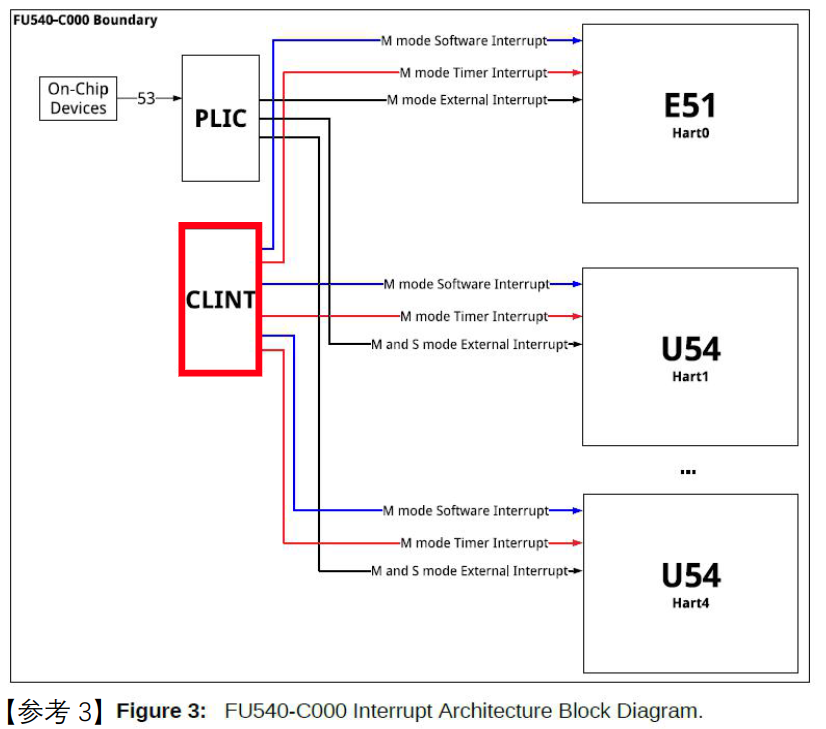 FU540-C000 Boundary
On-Chip
Devices
53
PLIC
M mode Software Interrupt
M mode Timer Interrupt
M mode External Interrupt
E51
Hart0
CLINT
M mode Software Interrupt
M mode Timer Interrupt
M and S mode External Interrupt
U54
Hart1
...
M mode Software Interrupt
M mode Timer Interrupt
M and S mode External Interrupt
U54
Hart4
【参考 3】Figure 3: FU540-C000 Interrupt Architecture Block Diagram.